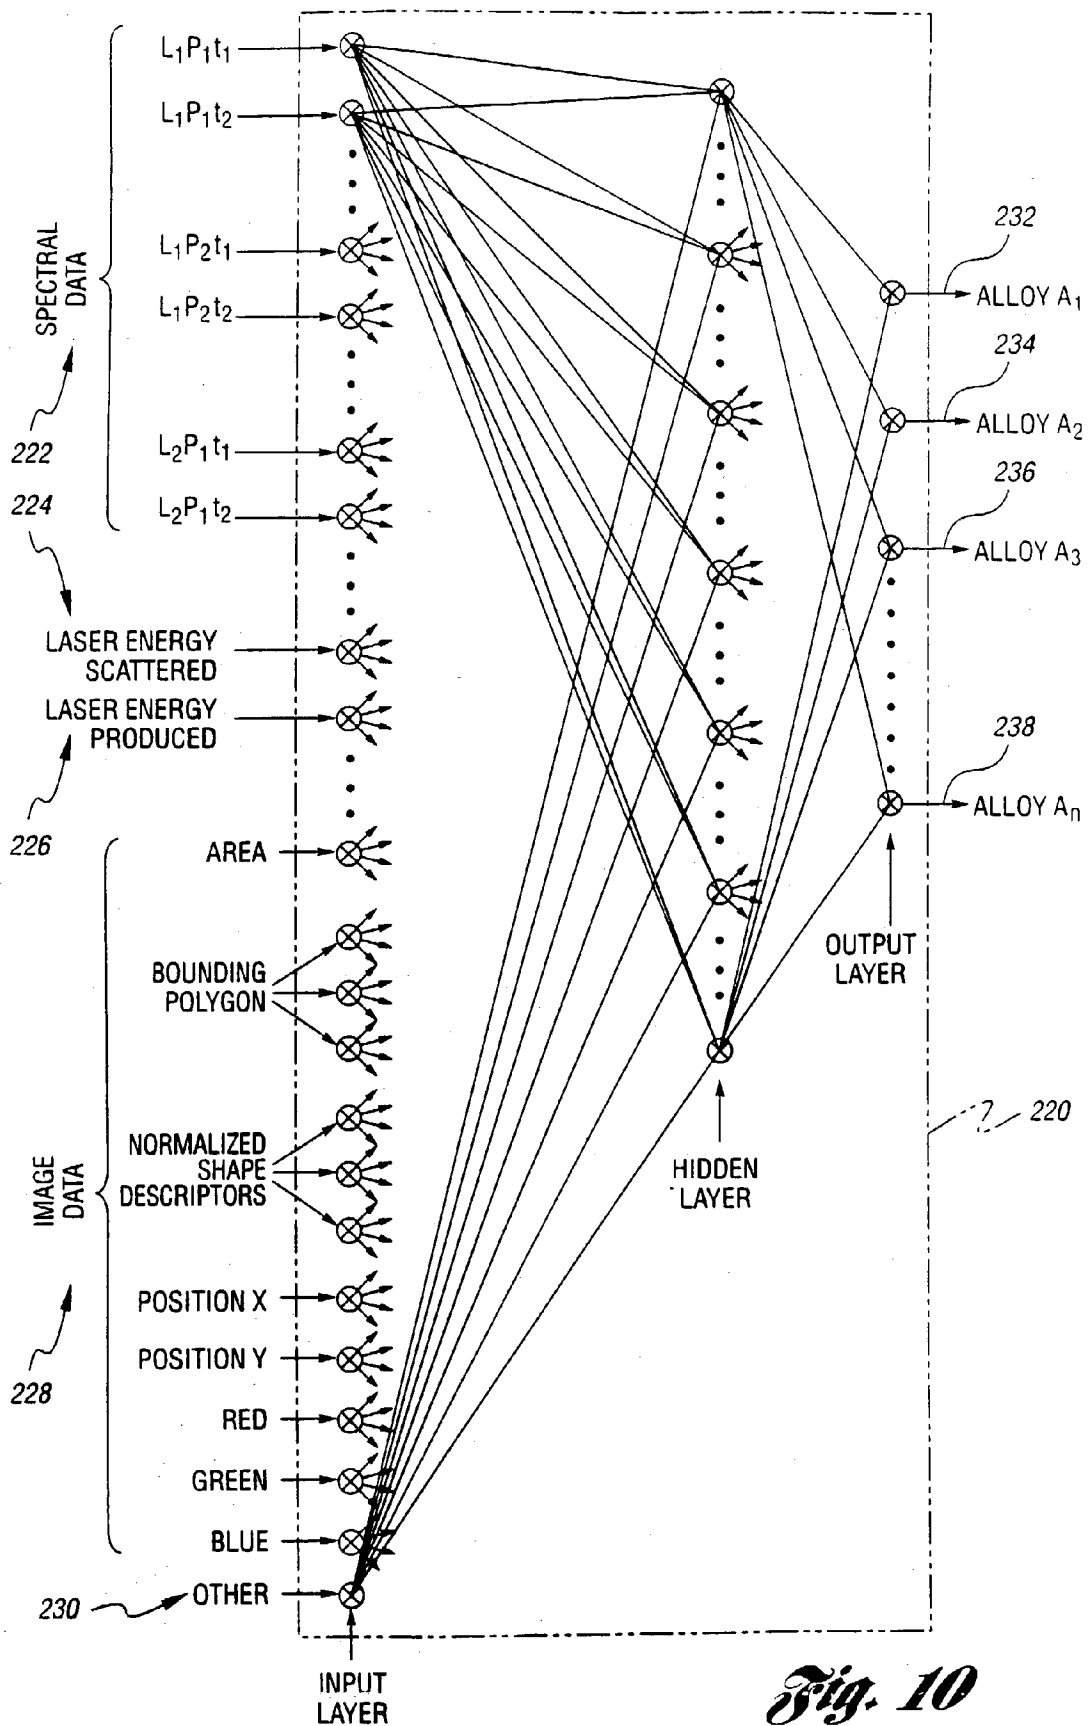 L₁P₁t₁
L₁P₁t₂
L₁P₂t₁
L₁P₂t₂
L₂P₁t₁
L₂P₁t₂
SPECTRAL
DATA
222
224
LASER ENERGY
SCATTERED
LASER ENERGY
PRODUCED
226
AREA
BOUNDING
POLYGON
NORMALIZED
SHAPE
DESCRIPTORS
IMAGE
DATA
POSITION X
POSITION Y
228
RED
GREEN
BLUE
230
OTHER
INPUT
LAYER
HIDDEN
LAYER
OUTPUT
LAYER
232
ALLOY A₁
234
ALLOY A₂
236
ALLOY A₃
238
ALLOY Aₙ
220
Fig. 10